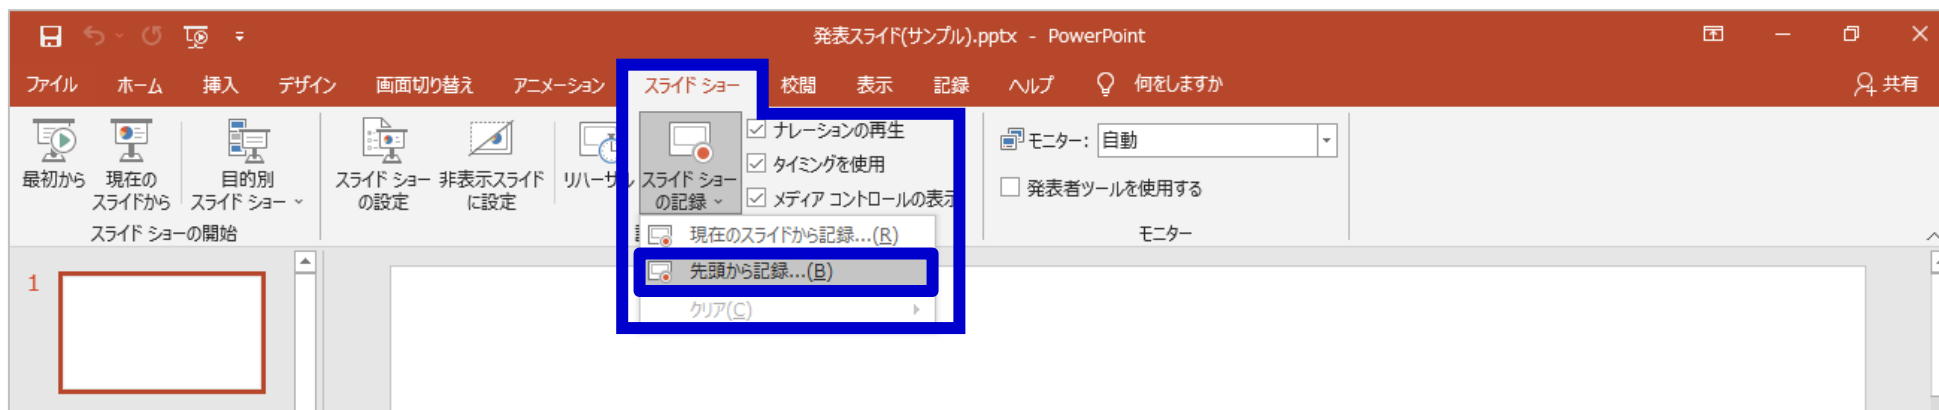 発表スライド(サンプル).pptx - PowerPoint
ファイル ホーム 挿入 デザイン 画面切り替え アニメーション スライド ショー 校閲 表示 記録 ヘルプ 何をしますか 共有
最初から
現在の
スライドから
目的別
スライド ショー
スライド ショー
の設定
非表示スライド
に設定
リハーサル
スライド ショー
の記録
ナレーションの再生
タイミングを使用
メディア コントロールの表示
モニター: 自動
発表者ツールを使用する
スライド ショーの開始
モニター
現在のスライドから記録...(R)
先頭から記録...(B)
クリア(C)
1